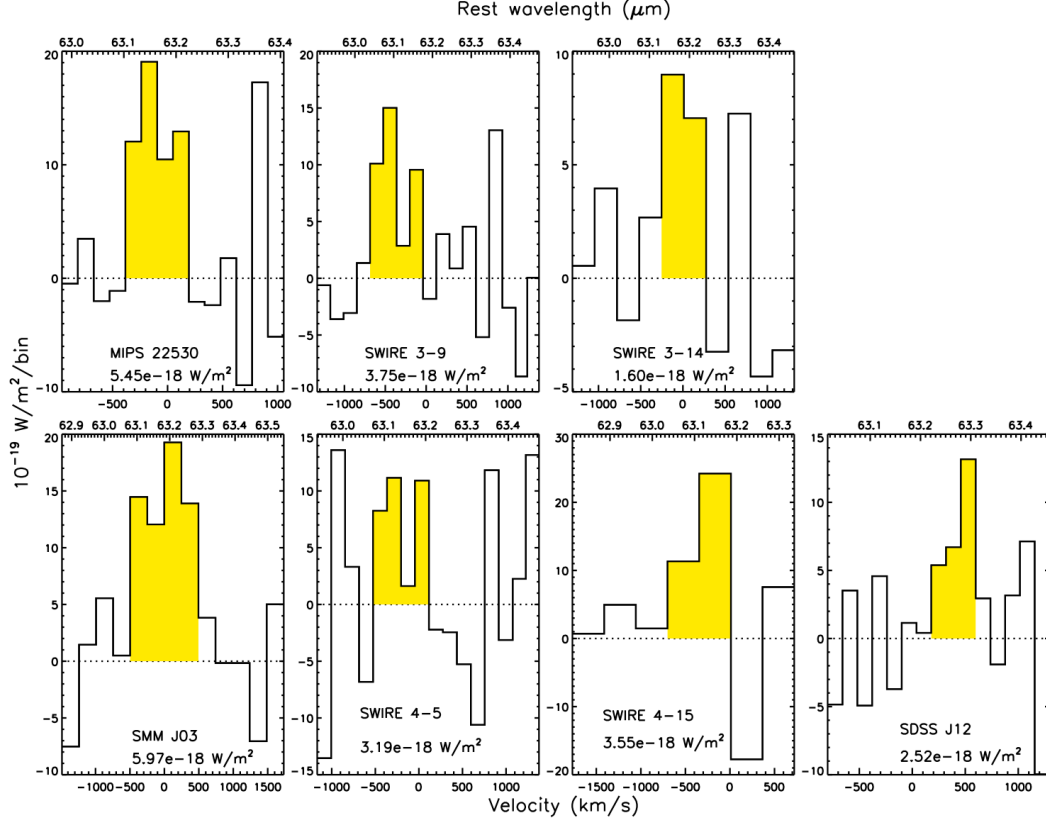 Rest wavelength (μm)
63.0 63.1 63.2 63.3 63.4
63.0 63.1 63.2 63.3 63.4
63.0 63.1 63.2 63.3 63.4
20
10
0
-10
MIPS 22530
5.45e-18 W/m²
-500 0 500 1000
20
15
10
5
0
-5
-10
SWIRE 3-9
3.75e-18 W/m²
-1000 -500 0 500 1000
10
5
0
-5
SWIRE 3-14
1.60e-18 W/m²
-1000 -500 0 500 1000
10⁻¹⁹ W/m²/bin
62.9 63.0 63.1 63.2 63.3 63.4 63.5
63.0 63.1 63.2 63.3 63.4
62.9 63.0 63.1 63.2 63.3
63.1 63.2 63.3 63.4
20
15
10
5
0
-5
-10
SMM J03
5.97e-18 W/m²
-1000 -500 0 500 1000 1500
15
10
5
0
-5
-10
-15
SWIRE 4-5
3.19e-18 W/m²
-1000 -500 0 500 1000
30
20
10
0
-10
-20
SWIRE 4-15
3.55e-18 W/m²
-1500 -1000 -500 0 500
15
10
5
0
-5
-10
SDSS J12
2.52e-18 W/m²
-500 0 500 1000
Velocity (km/s)